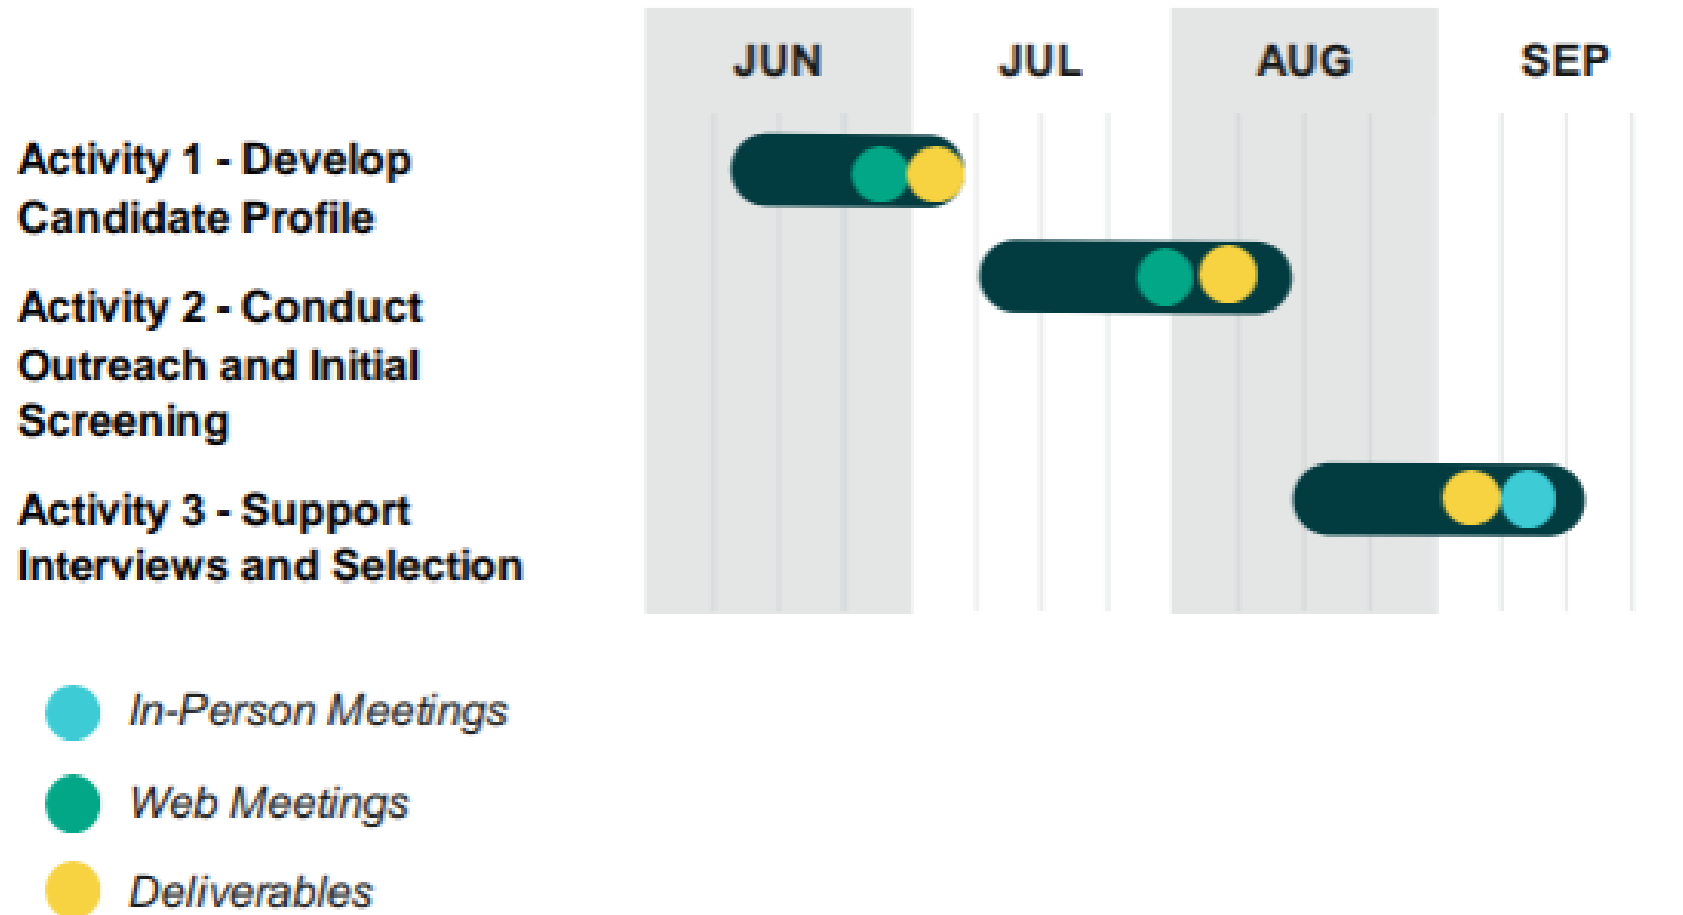 JUN JUL AUG SEP
Activity 1 - Develop
Candidate Profile
Activity 2 - Conduct
Outreach and Initial
Screening
Activity 3 - Support
Interviews and Selection
In-Person Meetings
Web Meetings
Deliverables